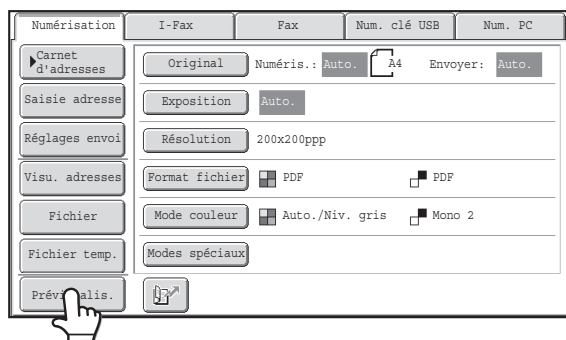 Numérisation
I-Fax
Fax
Num. clé USB
Num. PC
Carnet
d'adresses
Original
Numéris.: Auto. A4 Envoyer: Auto.
Saisie adresse
Exposition
Auto.
Réglages envoi
Résolution
200x200ppp
Visu. adresses
Format fichier
PDF
PDF
Fichier
Mode couleur
Auto./Niv. gris
Mono 2
Fichier temp.
Modes spéciaux